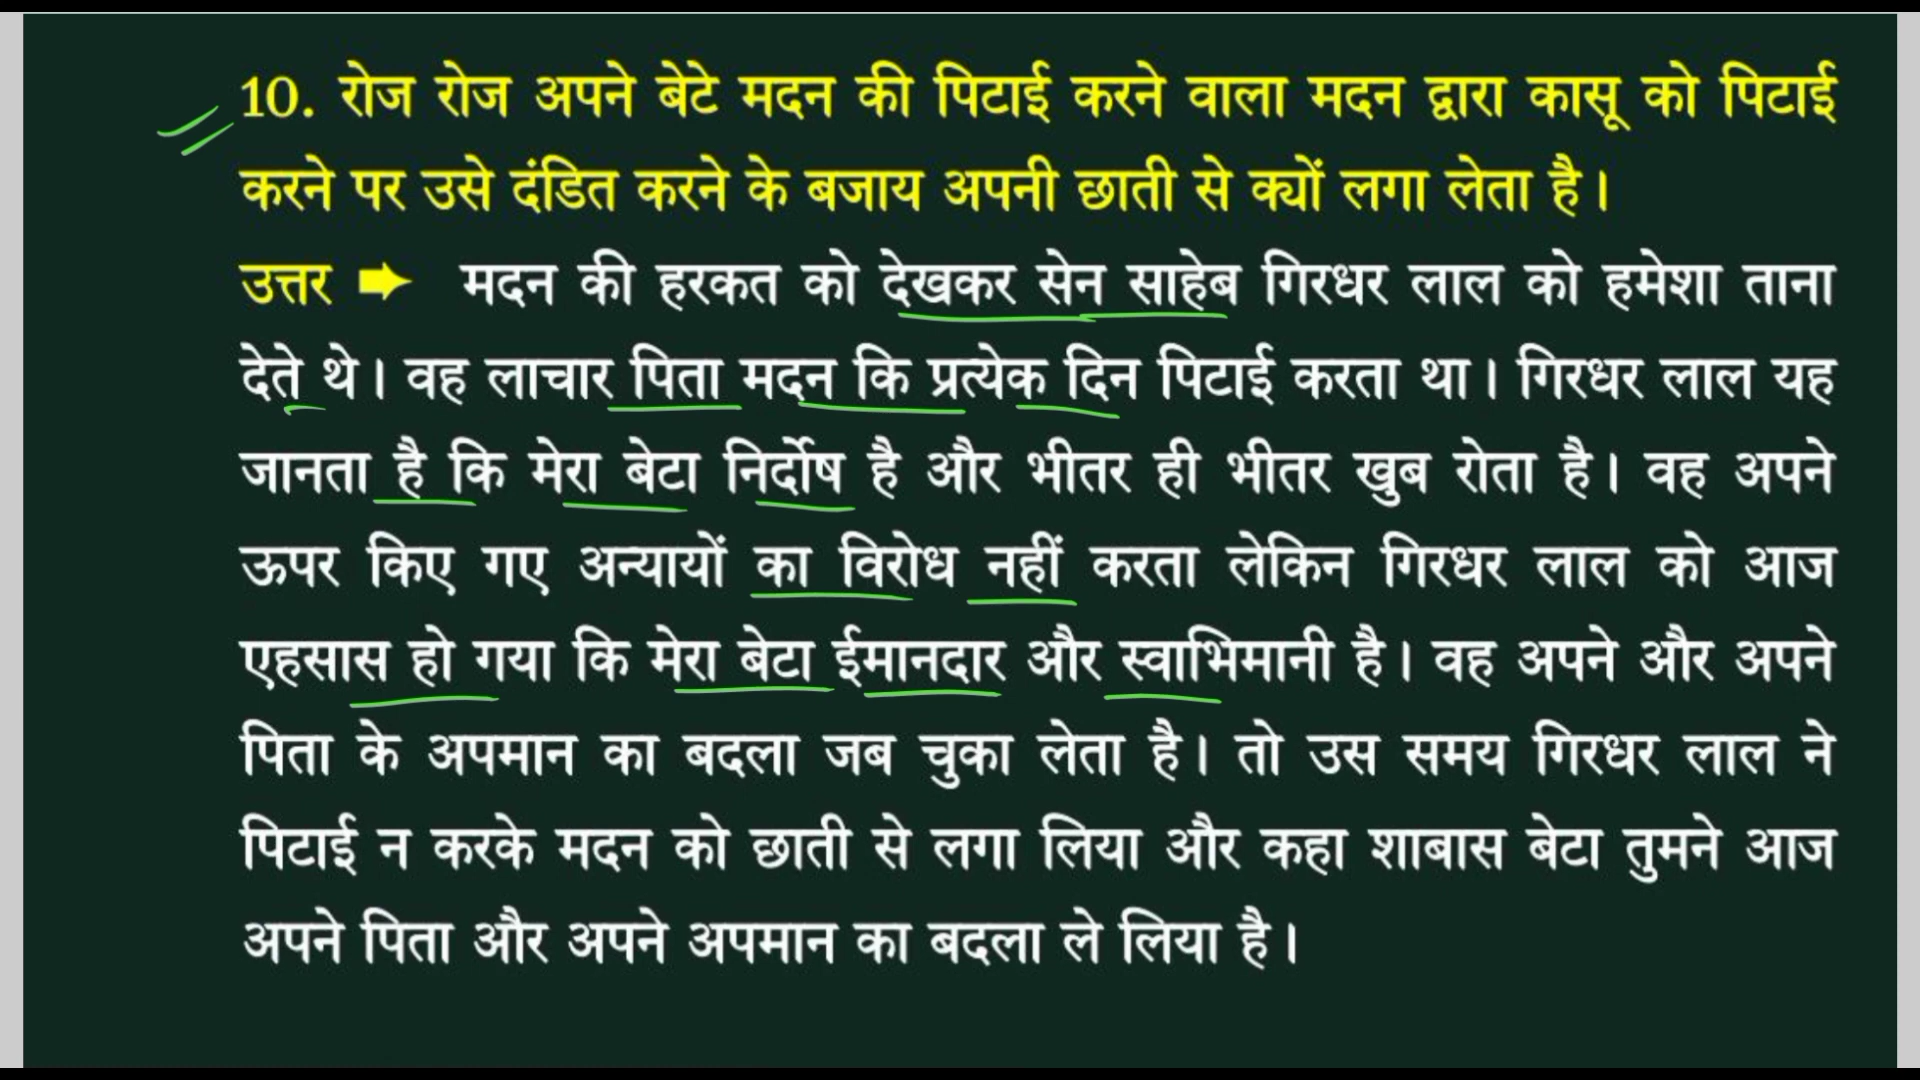 10. रोज रोज अपने बेटे मदन की पिटाई करने वाला मदन द्वारा कासू को पिटाई
करने पर उसे दंडित करने के बजाय अपनी छाती से क्यों लगा लेता है।
उत्तर ➨ मदन की हरकत को देखकर सेन साहेब गिरधर लाल को हमेशा ताना
देते थे। वह लाचार पिता मदन कि प्रत्येक दिन पिटाई करता था। गिरधर लाल यह
जानता है कि मेरा बेटा निर्दोष है और भीतर ही भीतर खुब रोता है। वह अपने
ऊपर किए गए अन्यायों का विरोध नहीं करता लेकिन गिरधर लाल को आज
एहसास हो गया कि मेरा बेटा ईमानदार और स्वाभिमानी है। वह अपने और अपने
पिता के अपमान का बदला जब चुका लेता है। तो उस समय गिरधर लाल ने
पिटाई न करके मदन को छाती से लगा लिया और कहा शाबास बेटा तुमने आज
अपने पिता और अपने अपमान का बदला ले लिया है।